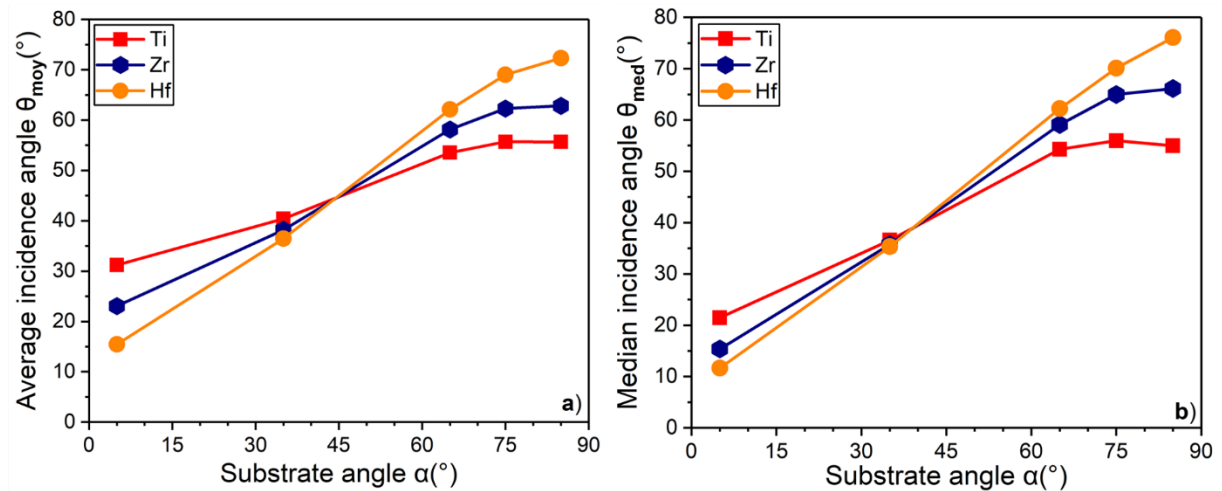 80
70
60
50
40
30
20
10
0
Average incidence angle θmoy(°)
Ti
Zr
Hf
a)
0 15 30 45 60 75 90
Substrate angle α(°)
80
70
60
50
40
30
20
10
0
Median incidence angle θmed(°)
Ti
Zr
Hf
b)
0 15 30 45 60 75 90
Substrate angle α(°)